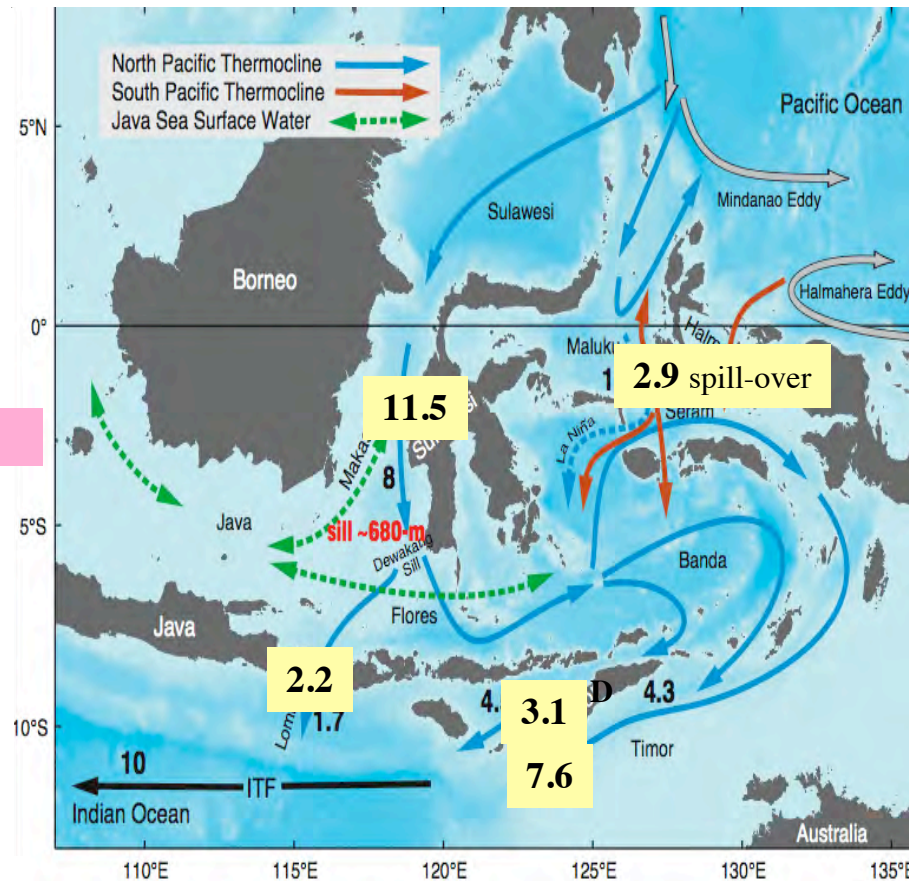 North Pacific Thermocline
South Pacific Thermocline
Java Sea Surface Water
Pacific Ocean
5°N
Mindanao Eddy
Sulawesi
Borneo
Halmahera Eddy
0°
Maluku
2.9 spill-over
11.5
Seram
La Niña
8
5°S
Java
sill ~680-m
Dewakang
Sill
Banda
Flores
Java
2.2
1.7
4.
3.1
D
4.3
10°S
Timor
7.6
10
ITF
Indian Ocean
Australia
110°E
115°E
120°E
125°E
130°E
135°E